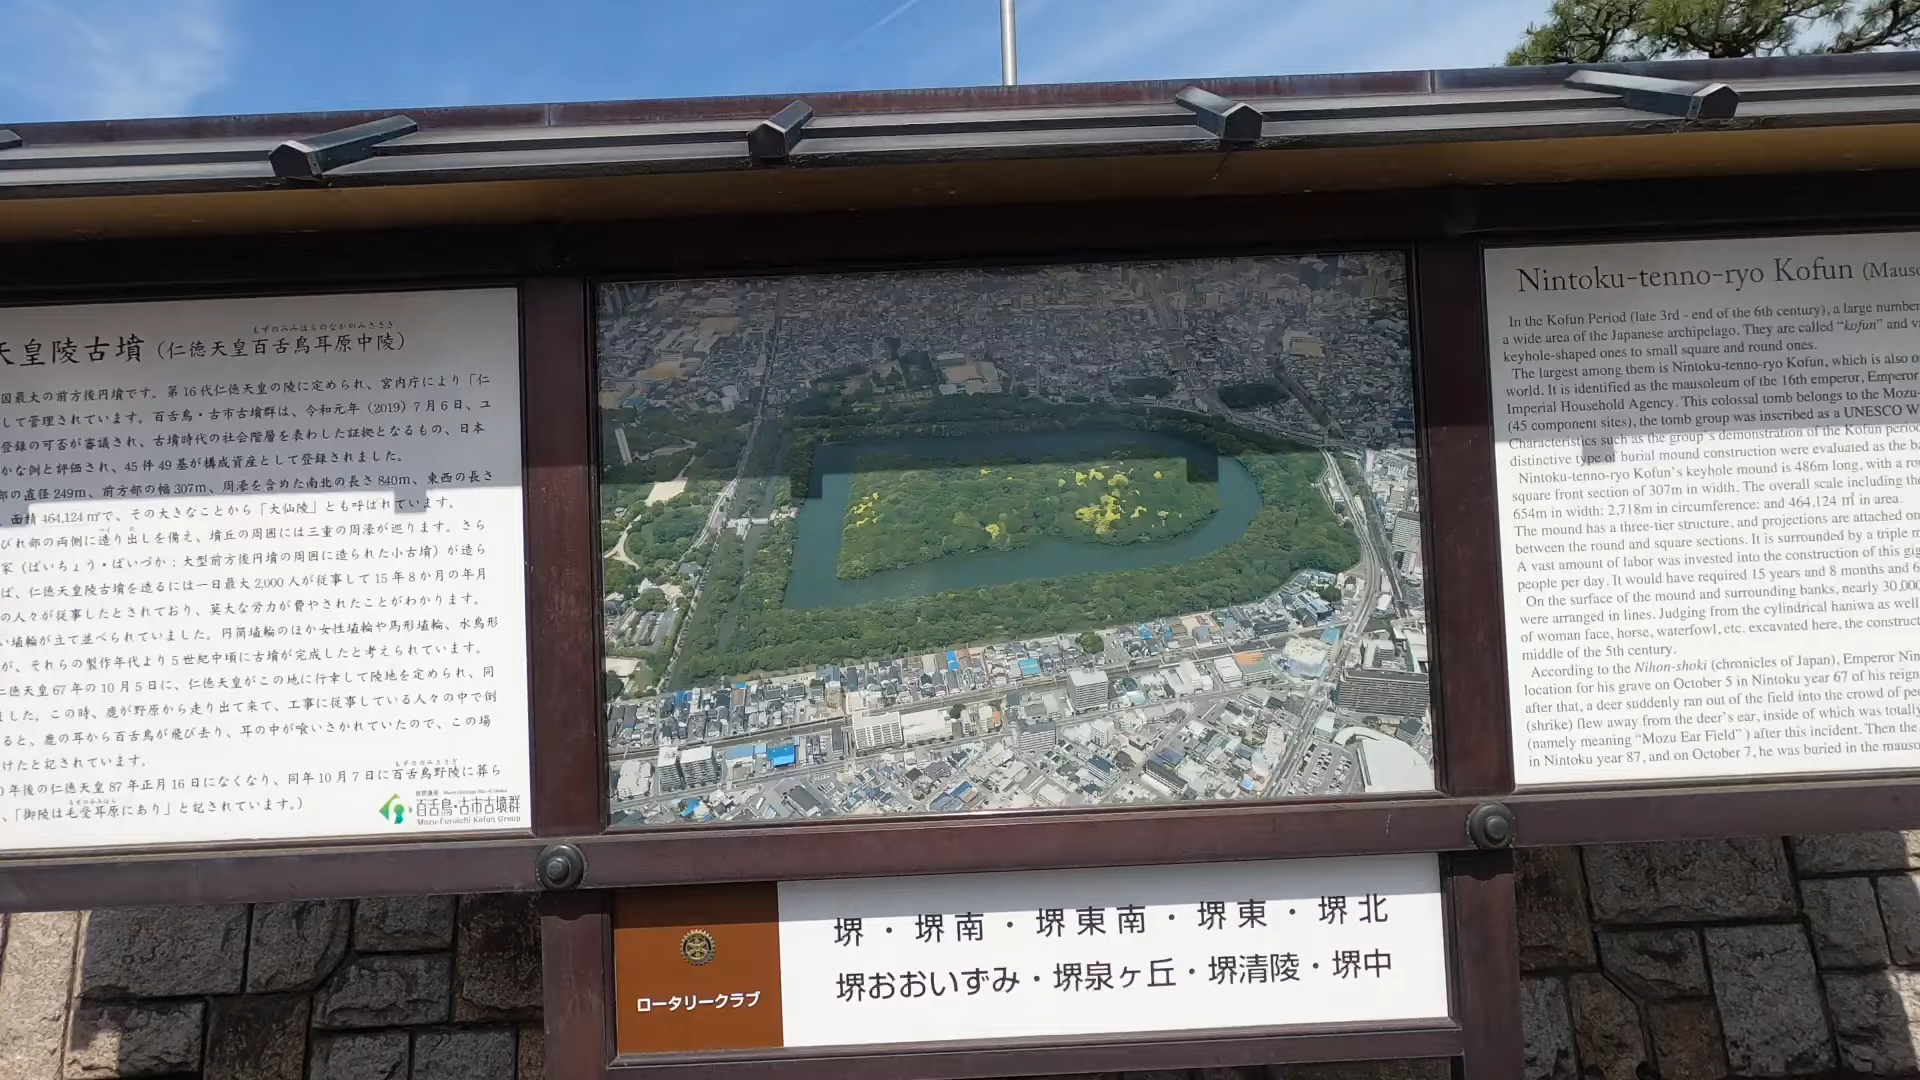 もずのみみはらのなかのみささぎ
天皇陵古墳（仁徳天皇百舌鳥耳原中陵）
国最大の前方後円墳です。第16代仁徳天皇の陵に定められ、宮内庁により「仁
して管理されています。百舌鳥・古市古墳群は、令和元年（2019）7月6日、ユ
登録の可否が審議され、古墳時代の社会階層を表わした証拠となるもの、日本
かな例と評価され、45件49基が構成資産として登録されました。
部の直径249m、前方部の幅307m、周濠を含めた南北の長さ840m、東西の長さ
、面積464,124㎡で、その大きなことから「大仙陵」とも呼ばれています。
びれ部の両側に造り出しを備え、墳丘の周囲には三重の周濠が巡ります。さら
家（ばいちょう・ばいづか：大型前方後円墳の周囲に造られた小古墳）が造ら
ば、仁徳天皇陵古墳を造るには一日最大2,000人が従事して15年8か月の年月
の人々が従事したとされており、莫大な労力が費やされたことがわかります。
い埴輪が立て並べられていました。円筒埴輪のほか女性埴輪や馬形埴輪、水鳥形
が、それらの製作年代より5世紀中頃に古墳が完成したと考えられています。
仁徳天皇67年の10月5日に、仁徳天皇がこの地に行幸して陵地を定められ、同
ました。この時、鹿が野原から走り出て来て、工事に従事している人々の中で倒
ると、鹿の耳から百舌鳥が飛び去り、耳の中が喰いさかれていたので、この場
けたと記されています。
年後の仁徳天皇87年正月16日になくなり、同年10月7日に百舌鳥野陵に葬ら
、「御陵は毛受耳原にあり」と記されています。）
百舌鳥・古市古墳群
Mozu-Furuichi Kofun Group
Nintoku-tenno-ryo Kofun (Mauso
In the Kofun Period (late 3rd - end of the 6th century), a large number
a wide area of the Japanese archipelago. They are called "kofun" and va
keyhole-shaped ones to small square and round ones.
The largest among them is Nintoku-tenno-ryo Kofun, which is also o
world. It is identified as the mausoleum of the 16th emperor, Emperor
Imperial Household Agency. This colossal tomb belongs to the Mozu-
(45 component sites), the tomb group was inscribed as a UNESCO W
Characteristics such as the group's demonstration of the Kofun period
distinctive type of burial mound construction were evaluated as the ba
Nintoku-tenno-ryo Kofun's keyhole mound is 486m long, with a rou
square front section of 307m in width. The overall scale including the
654m in width; 2,718m in circumference; and 464,124 ㎡ in area.
The mound has a three-tier structure, and projections are attached on
between the round and square sections. It is surrounded by a triple m
A vast amount of labor was invested into the construction of this gig
people per day. It would have required 15 years and 8 months and 6
On the surface of the mound and surrounding banks, nearly 30,000
were arranged in lines. Judging from the cylindrical haniwa as well
of woman face, horse, waterfowl, etc. excavated here, the construct
middle of the 5th century.
According to the Nihon-shoki (chronicles of Japan), Emperor Nin
location for his grave on October 5 in Nintoku year 67 of his reign
after that, a deer suddenly ran out of the field into the crowd of peo
(shrike) flew away from the deer's ear, inside of which was totally
(namely meaning "Mozu Ear Field") after this incident. Then the
in Nintoku year 87, and on October 7, he was buried in the mauso
ロータリークラブ
堺・堺南・堺東南・堺東・堺北
堺おおいずみ・堺泉ヶ丘・堺清陵・堺中